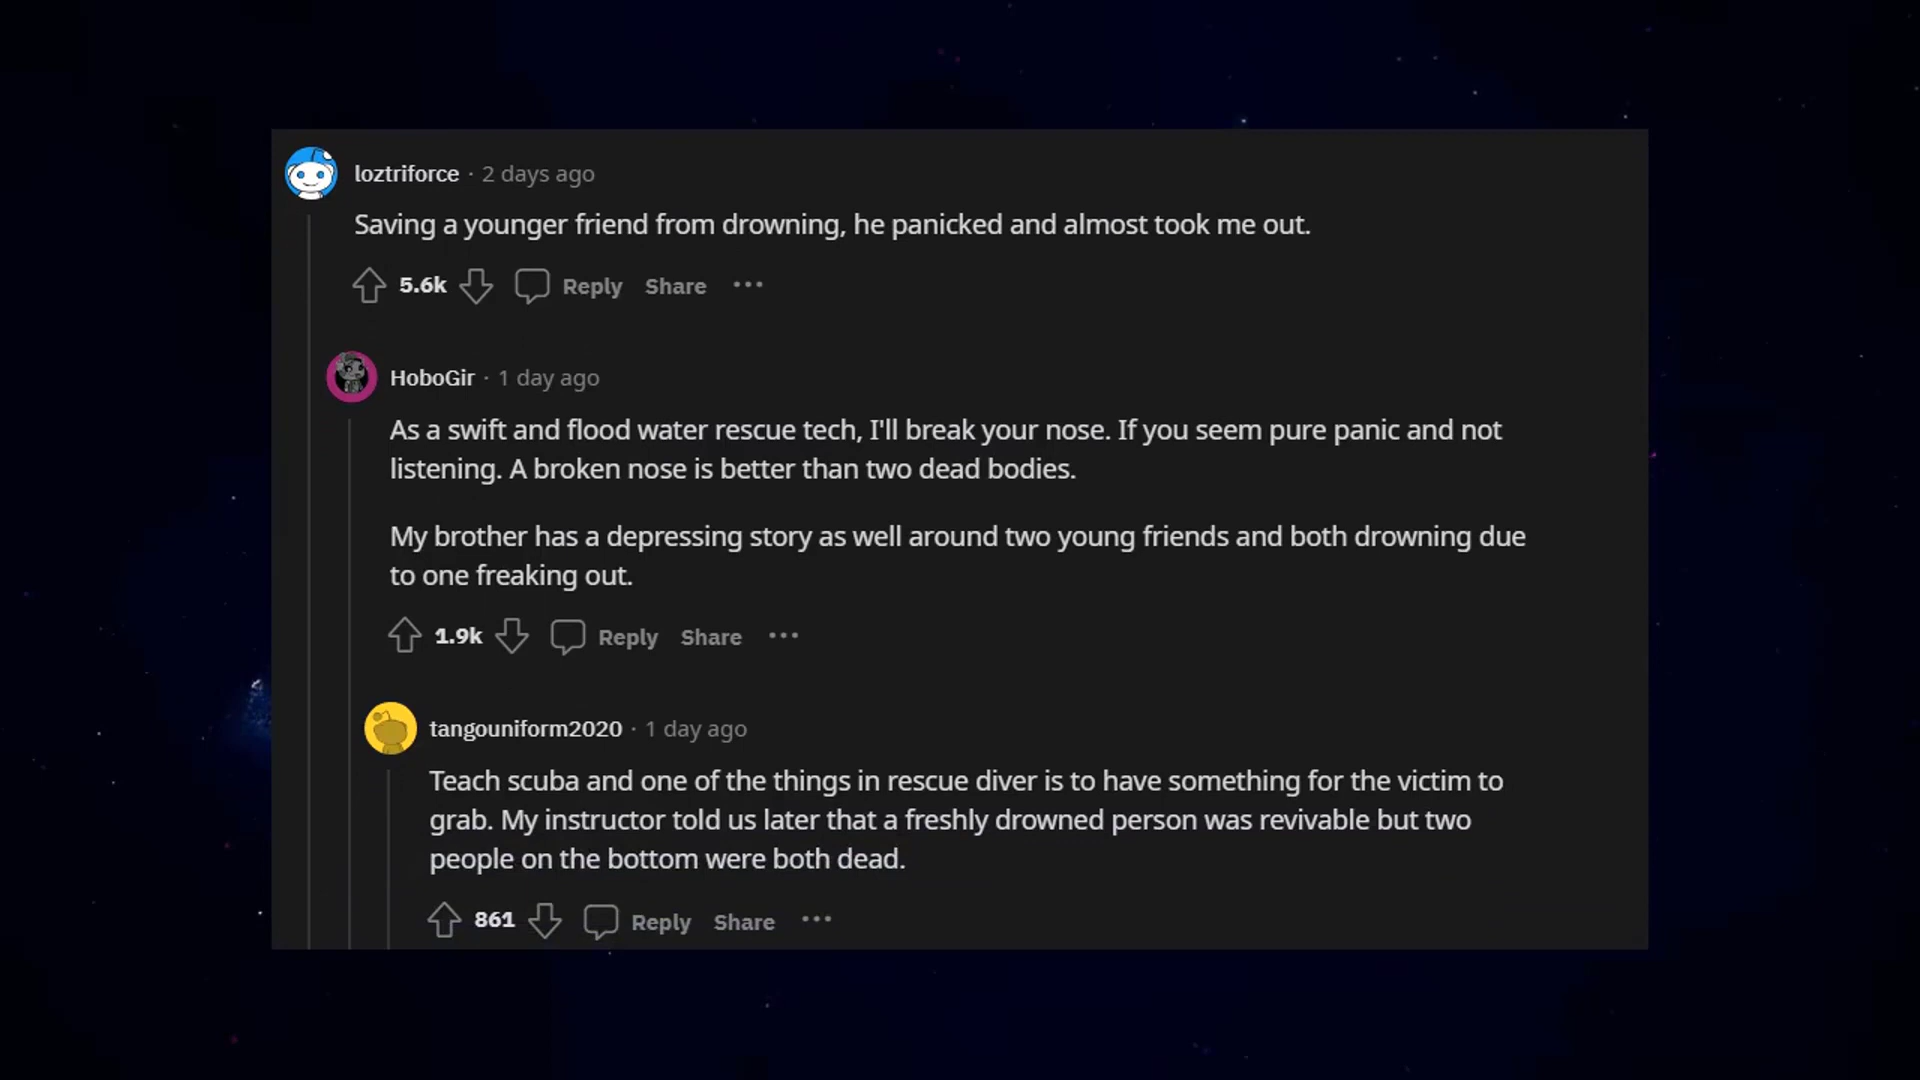 loztriforce · 2 days ago
Saving a younger friend from drowning, he panicked and almost took me out.
5.6k Reply Share ···
HoboGir · 1 day ago
As a swift and flood water rescue tech, I'll break your nose. If you seem pure panic and not
listening. A broken nose is better than two dead bodies.
My brother has a depressing story as well around two young friends and both drowning due
to one freaking out.
1.9k Reply Share ···
tangouniform2020 · 1 day ago
Teach scuba and one of the things in rescue diver is to have something for the victim to
grab. My instructor told us later that a freshly drowned person was revivable but two
people on the bottom were both dead.
861 Reply Share ···